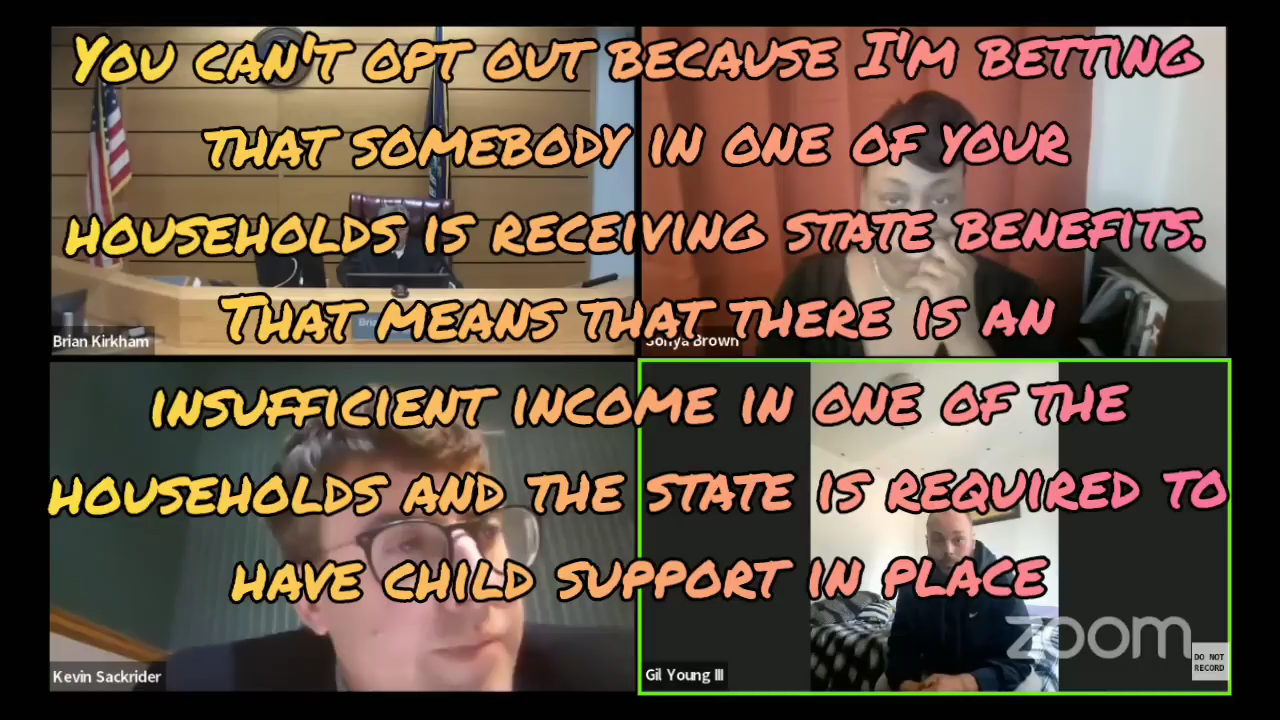 You can't opt out because I'm betting
that somebody in one of your
households is receiving state benefits.
That means that there is an
insufficient income in one of the
households and the state is required to
have child support in place
Brian Kirkham
Sonya Brown
Kevin Sackrider
Gil Young III
zoom
DO NOT
RECORD